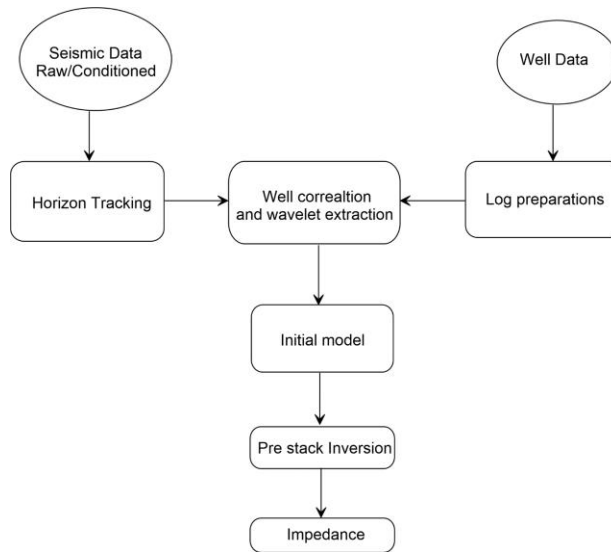 Seismic Data
Raw/Conditioned
Well Data
Horizon Tracking
Well correaltion
and wavelet extraction
Log preparations
Initial model
Pre stack Inversion
Impedance